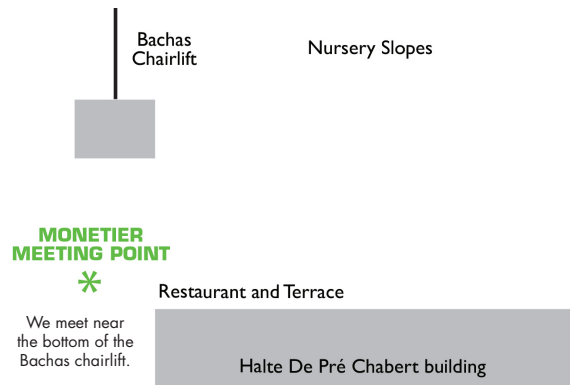 Bachas
Chairlift
Nursery Slopes
MONETIER
MEETING POINT
*
Restaurant and Terrace
We meet near
the bottom of the
Bachas chairlift.
Halte De Pré Chabert building